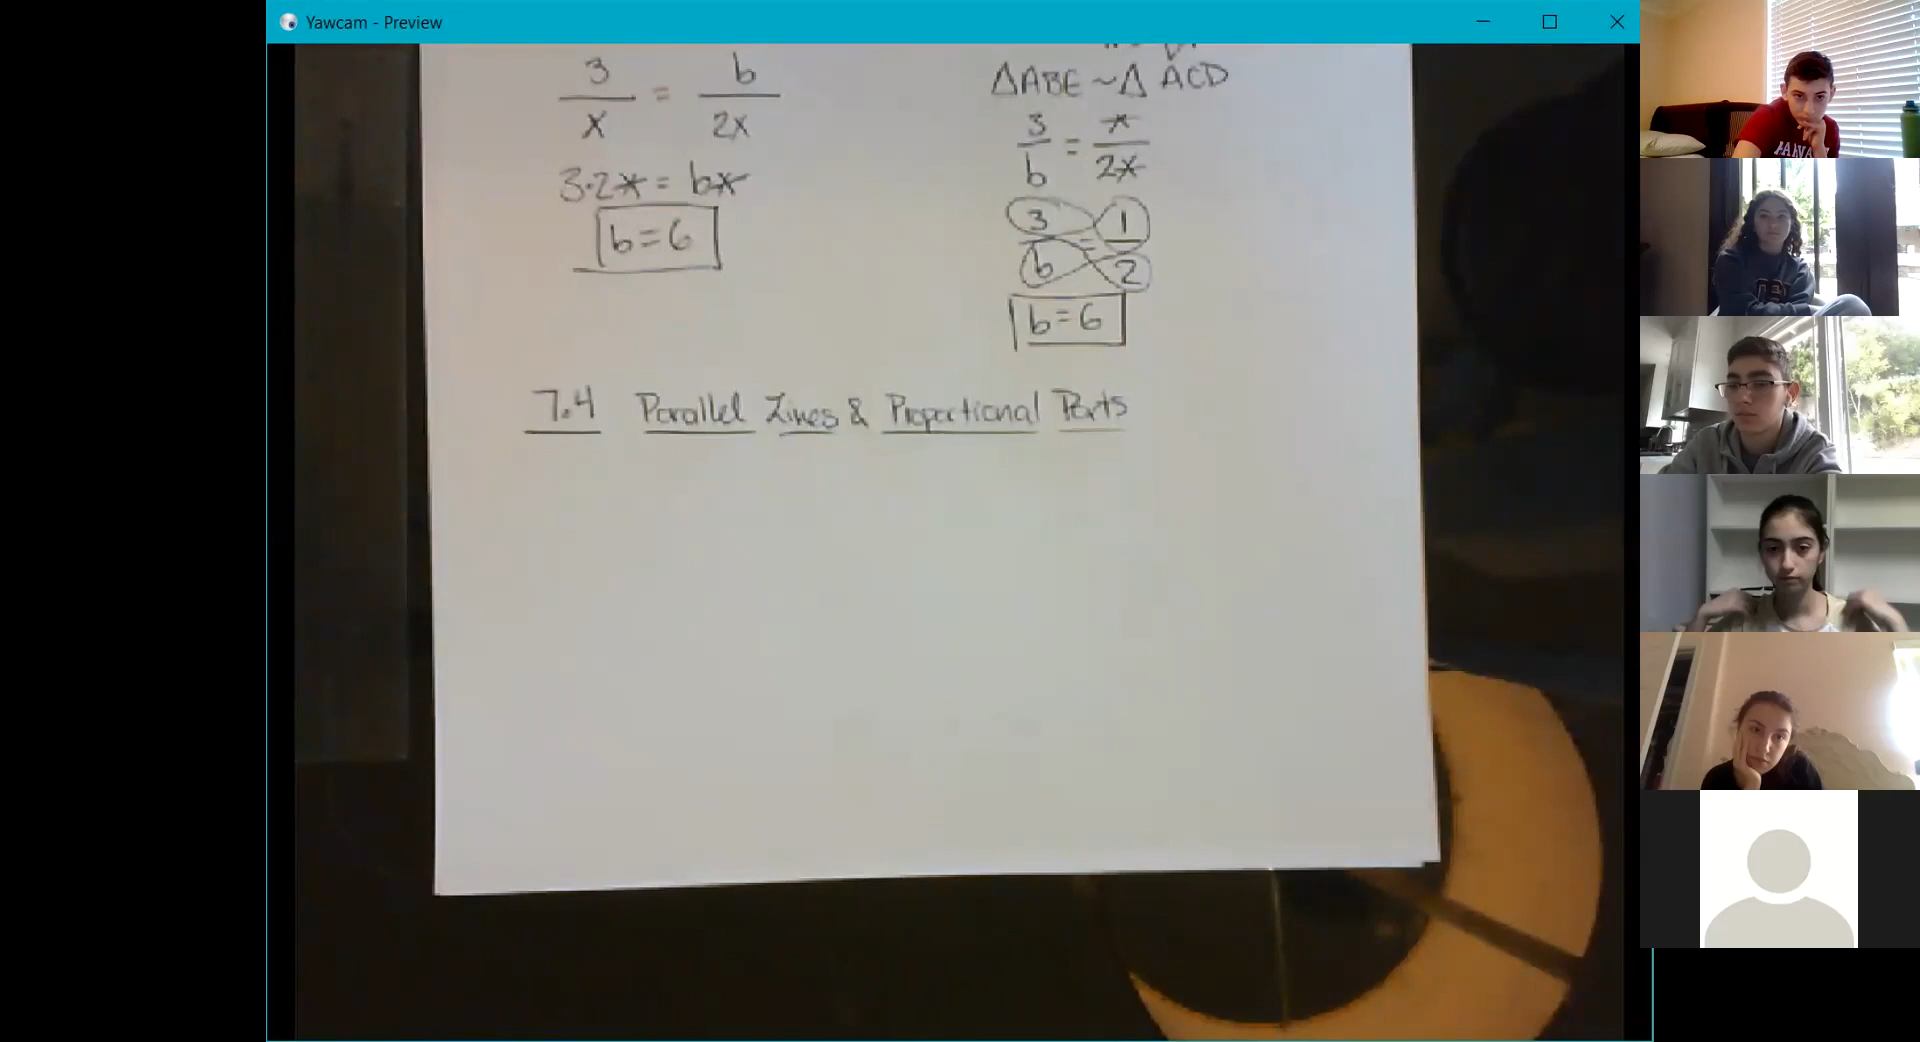 Yawcam - Preview
3/x = b/2x
3·2x = bx
b=6
ΔABE ~ Δ ACD
3/b = x/2x
3/b = 1/2
b=6
7.4 Parallel Lines & Proportional Parts